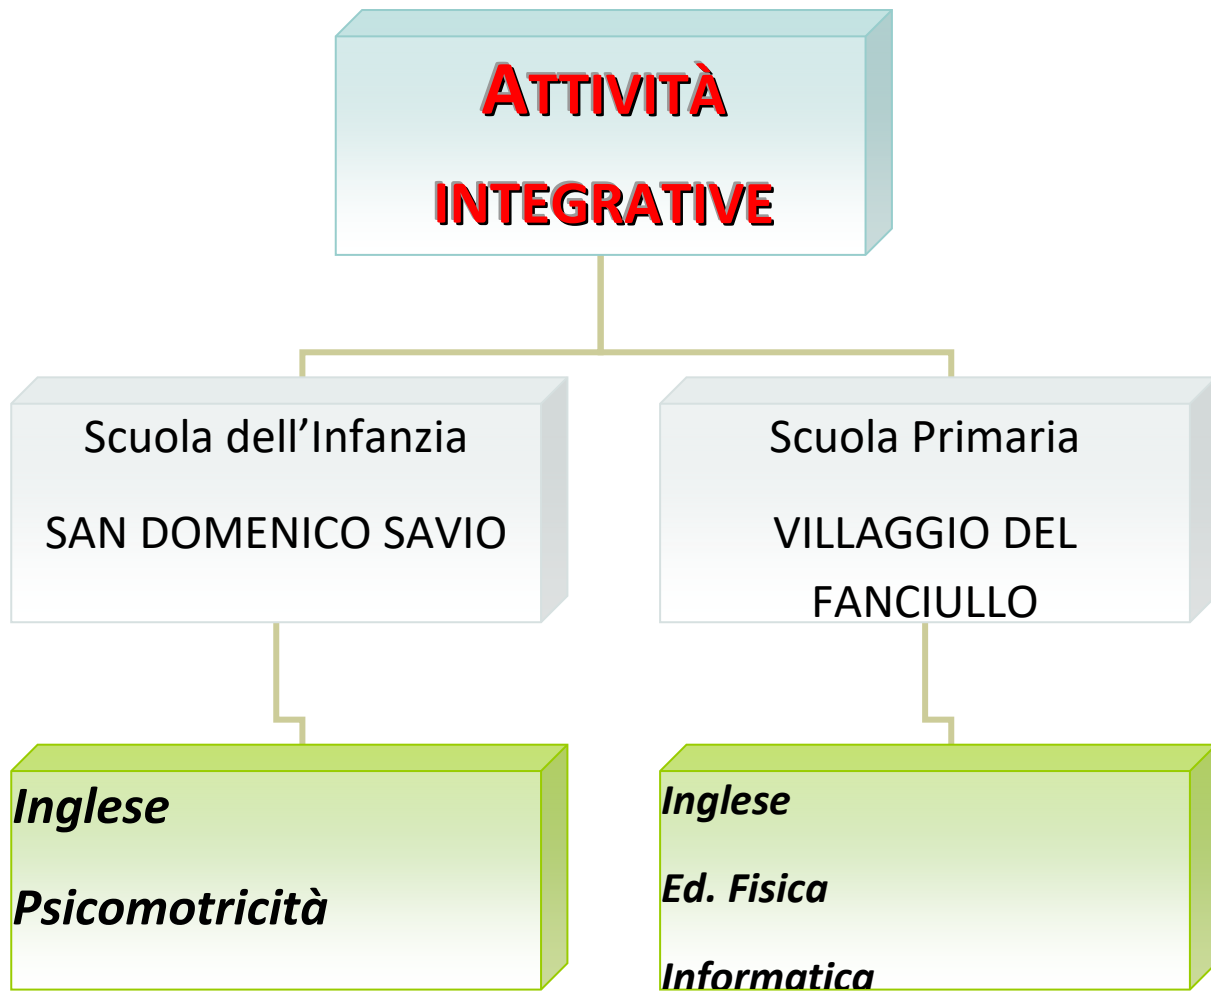 ATTIVITÀ
INTEGRATIVE
Scuola dell’Infanzia
SAN DOMENICO SAVIO
Scuola Primaria
VILLAGGIO DEL
FANCIULLO
Inglese
Psicomotricità
Inglese
Ed. Fisica
Informatica